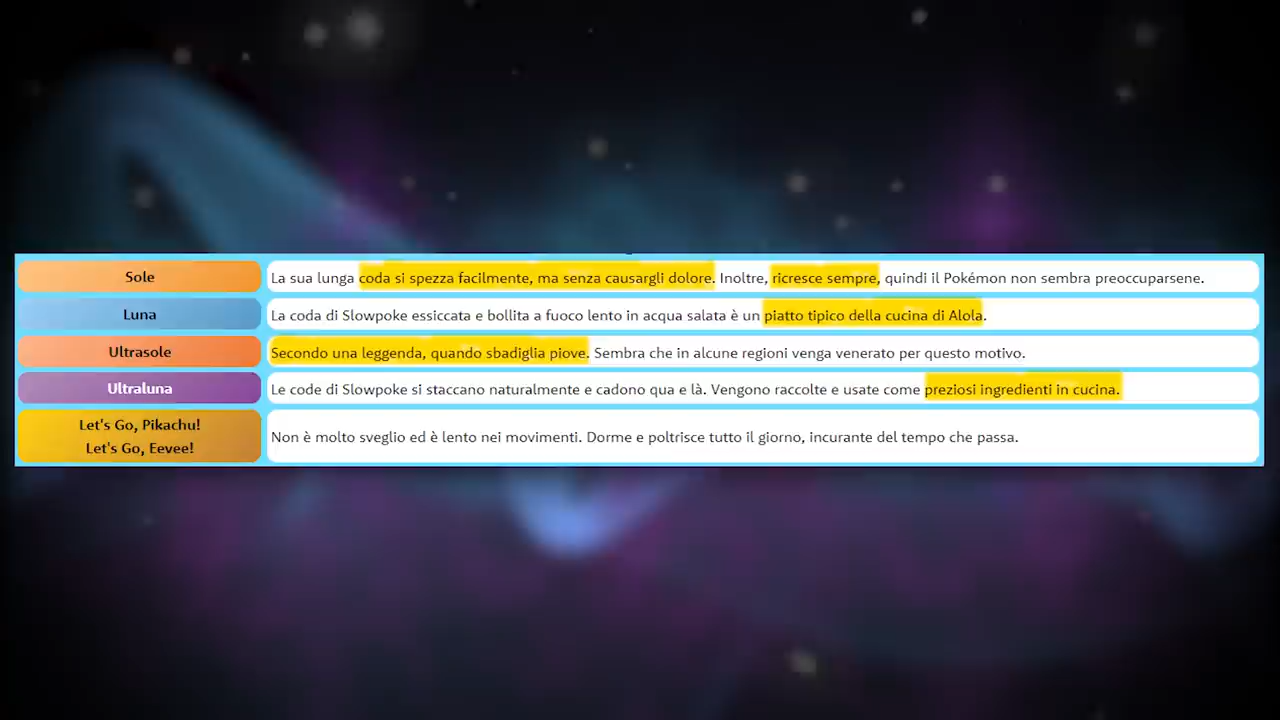 Sole
La sua lunga coda si spezza facilmente, ma senza causargli dolore. Inoltre, ricresce sempre, quindi il Pokémon non sembra preoccuparsene.
Luna
La coda di Slowpoke essiccata e bollita a fuoco lento in acqua salata è un piatto tipico della cucina di Alola.
Ultrasole
Secondo una leggenda, quando sbadiglia piove. Sembra che in alcune regioni venga venerato per questo motivo.
Ultraluna
Le code di Slowpoke si staccano naturalmente e cadono qua e là. Vengono raccolte e usate come preziosi ingredienti in cucina.
Let's Go, Pikachu!
Let's Go, Eevee!
Non è molto sveglio ed è lento nei movimenti. Dorme e poltrisce tutto il giorno, incurante del tempo che passa.